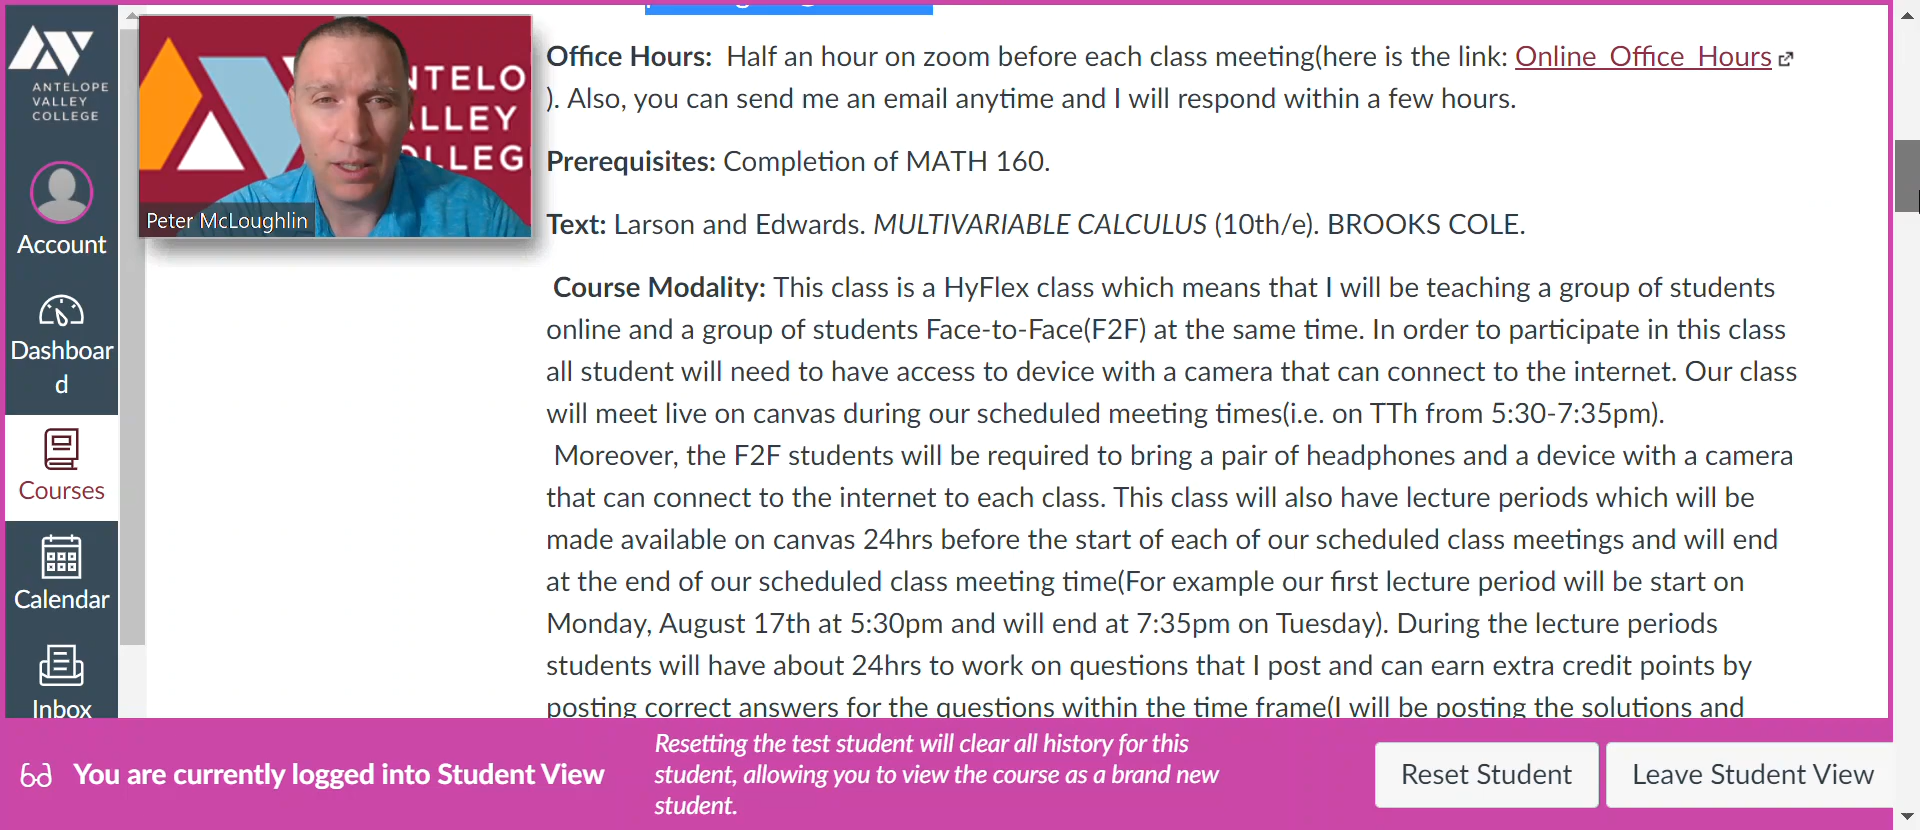 ANTELOPE
VALLEY
COLLEGE
Account
Dashboar
d
Courses
Calendar
Inbox
ANTELO
ALLEY
LLEG
Peter McLoughlin
Office Hours: Half an hour on zoom before each class meeting(here is the link: Online Office Hours
). Also, you can send me an email anytime and I will respond within a few hours.
Prerequisites: Completion of MATH 160.
Text: Larson and Edwards. MULTIVARIABLE CALCULUS (10th/e). BROOKS COLE.
Course Modality: This class is a HyFlex class which means that I will be teaching a group of students
online and a group of students Face-to-Face(F2F) at the same time. In order to participate in this class
all student will need to have access to device with a camera that can connect to the internet. Our class
will meet live on canvas during our scheduled meeting times(i.e. on TTh from 5:30-7:35pm).
Moreover, the F2F students will be required to bring a pair of headphones and a device with a camera
that can connect to the internet to each class. This class will also have lecture periods which will be
made available on canvas 24hrs before the start of each of our scheduled class meetings and will end
at the end of our scheduled class meeting time(For example our first lecture period will be start on
Monday, August 17th at 5:30pm and will end at 7:35pm on Tuesday). During the lecture periods
students will have about 24hrs to work on questions that I post and can earn extra credit points by
posting correct answers for the questions within the time frame(I will be posting the solutions and
You are currently logged into Student View
Resetting the test student will clear all history for this
student, allowing you to view the course as a brand new
student.
Reset Student
Leave Student View